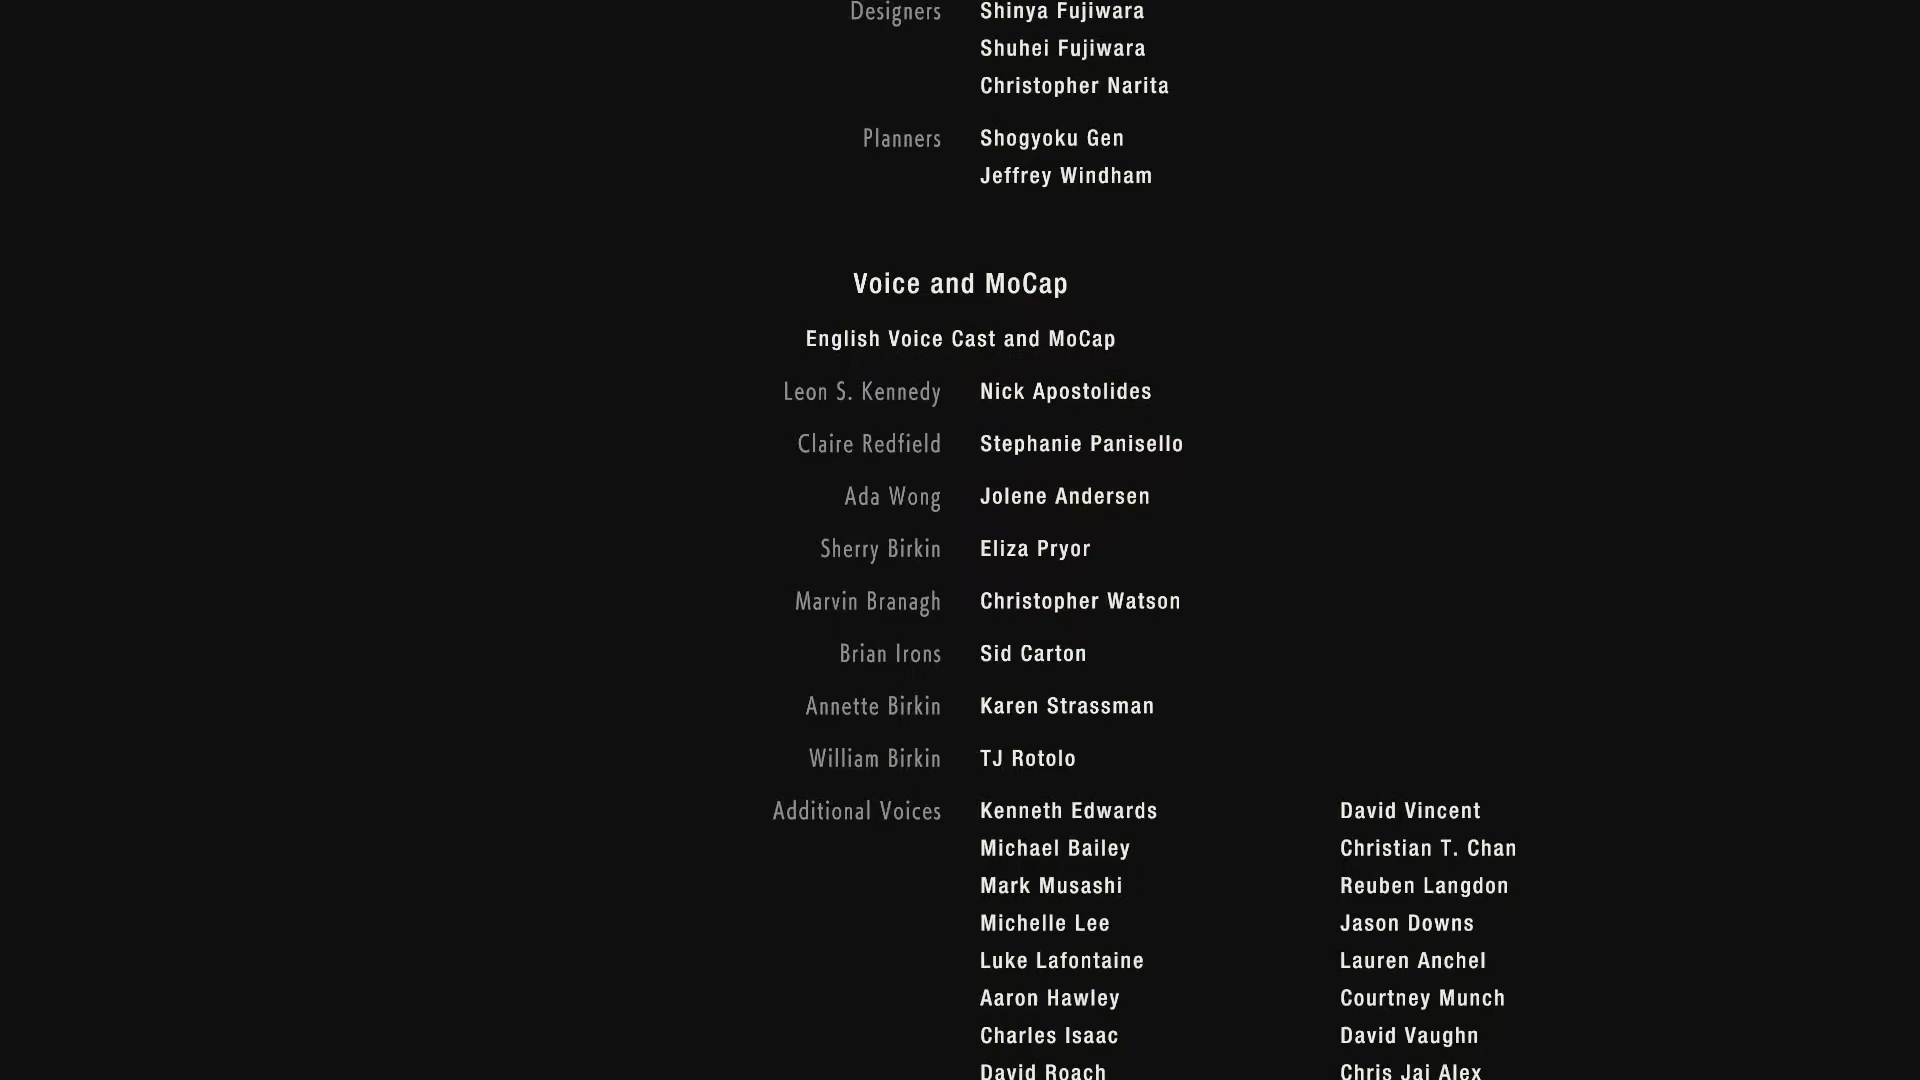 Designers Shinya Fujiwara
Shuhei Fujiwara
Christopher Narita
Planners Shogyoku Gen
Jeffrey Windham
Voice and MoCap
English Voice Cast and MoCap
Leon S. Kennedy Nick Apostolides
Claire Redfield Stephanie Panisello
Ada Wong Jolene Andersen
Sherry Birkin Eliza Pryor
Marvin Branagh Christopher Watson
Brian Irons Sid Carton
Annette Birkin Karen Strassman
William Birkin TJ Rotolo
Additional Voices Kenneth Edwards David Vincent
Michael Bailey Christian T. Chan
Mark Musashi Reuben Langdon
Michelle Lee Jason Downs
Luke Lafontaine Lauren Anchel
Aaron Hawley Courtney Munch
Charles Isaac David Vaughn
David Roach Chris Jai Alex